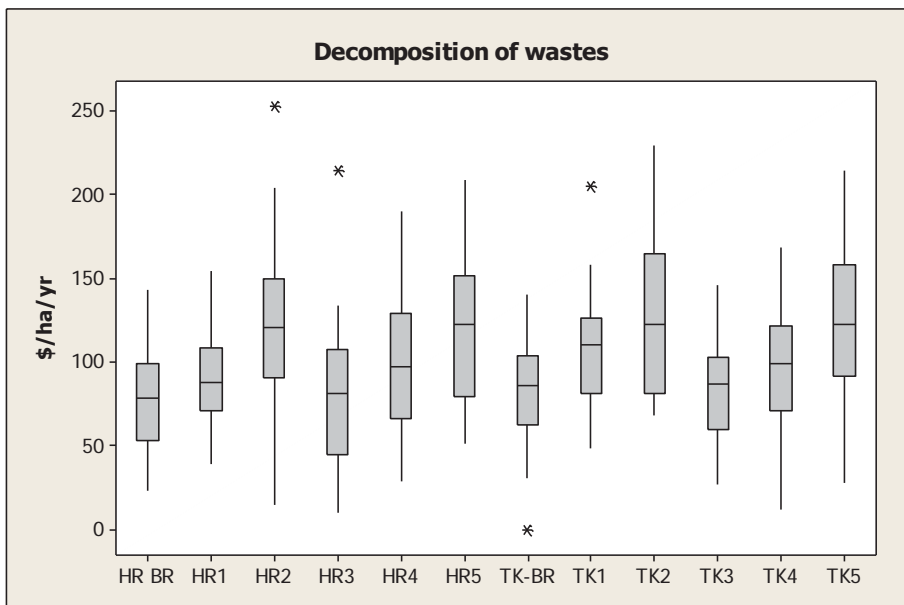 Decomposition of wastes
$/ha/yr
250
200
150
100
50
0
HR BR HR1 HR2 HR3 HR4 HR5 TK-BR TK1 TK2 TK3 TK4 TK5